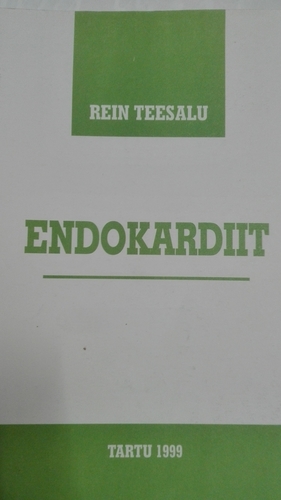 REIN TEESALU
ENDOKARDIIT
TARTU 1999